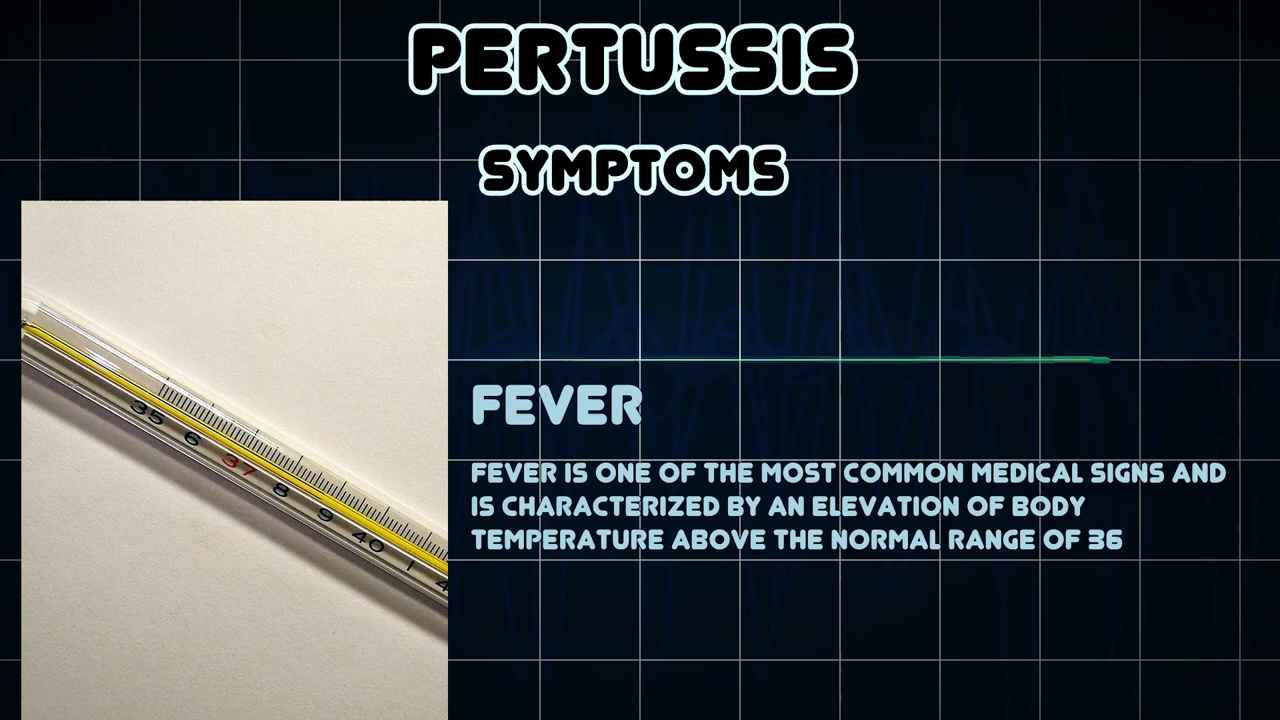 PERTUSSIS
SYMPTOMS
35
6
37
8
9
40
1
FEVER
FEVER IS ONE OF THE MOST COMMON MEDICAL SIGNS AND
IS CHARACTERIZED BY AN ELEVATION OF BODY
TEMPERATURE ABOVE THE NORMAL RANGE OF 36